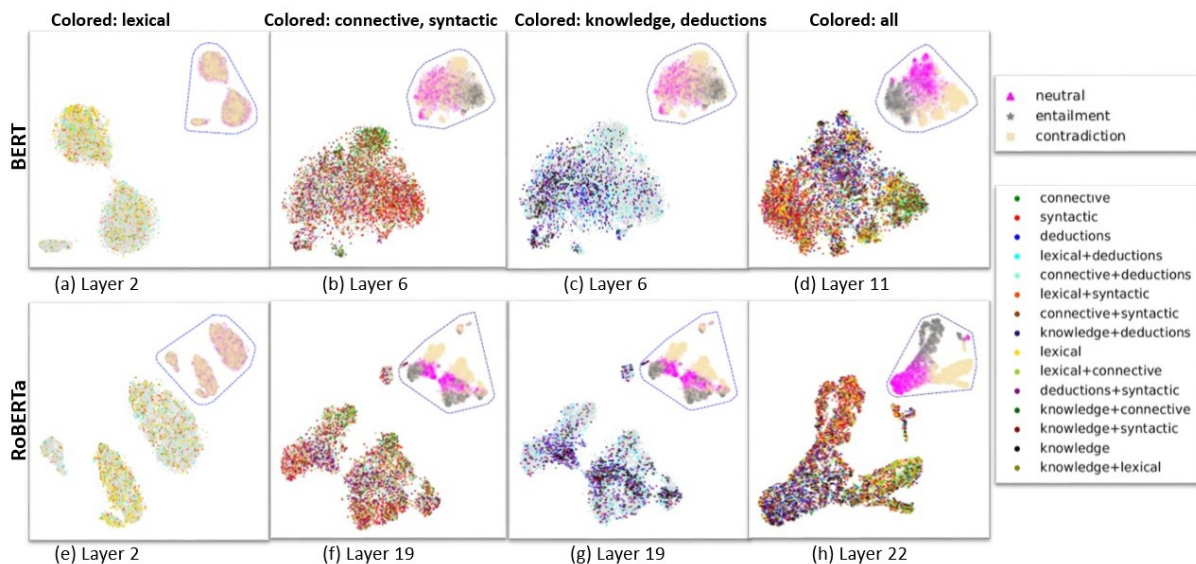 Colored: lexical
Colored: connective, syntactic
Colored: knowledge, deductions
Colored: all
BERT
(a) Layer 2
(b) Layer 6
(c) Layer 6
(d) Layer 11
RoBERTa
(e) Layer 2
(f) Layer 19
(g) Layer 19
(h) Layer 22
neutral
entailment
contradiction
connective
syntactic
deductions
lexical+deductions
connective+deductions
lexical+syntactic
connective+syntactic
knowledge+deductions
lexical
lexical+connective
deductions+syntactic
knowledge+connective
knowledge+syntactic
knowledge
knowledge+lexical